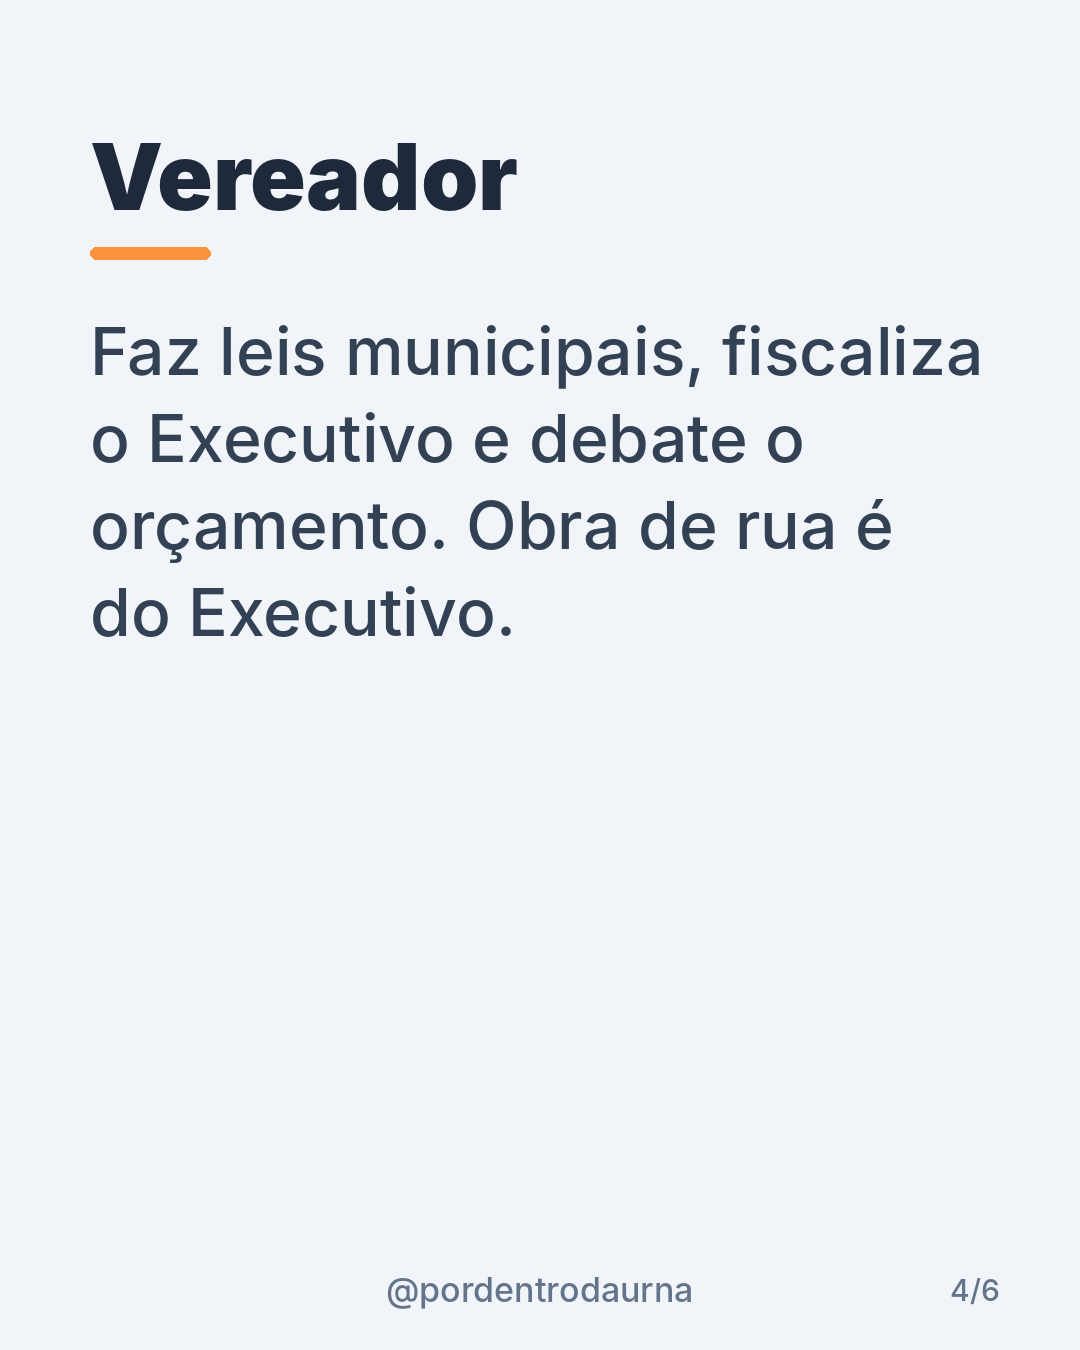 Vereador
Faz leis municipais, fiscaliza
o Executivo e debate o
orçamento. Obra de rua é
do Executivo.
@pordentrodaurna
4/6